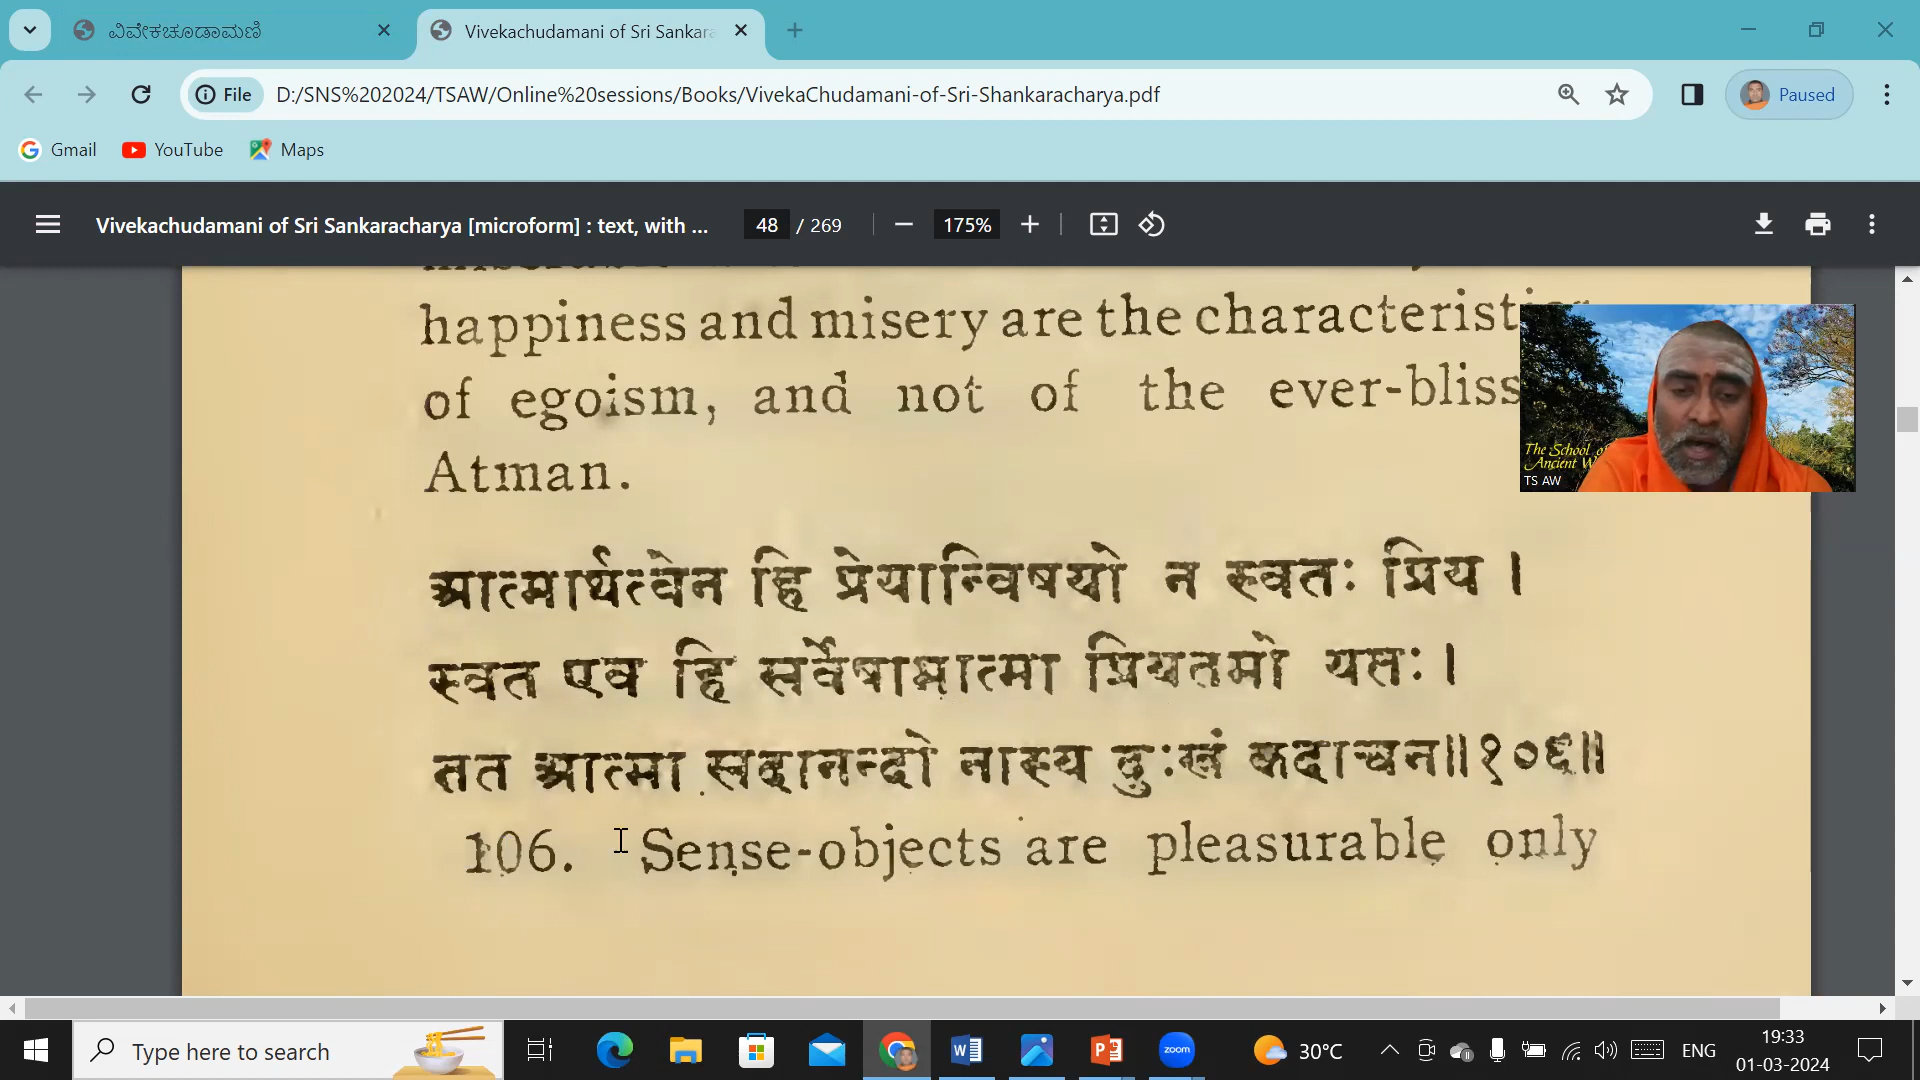 ವಿವೇಕಚೂಡಾಮಣಿ
Vivekachudamani of Sri Sankara
File D:/SNS%202024/TSAW/Online%20sessions/Books/VivekaChudamani-of-Sri-Shankaracharya.pdf
Paused
Gmail YouTube Maps
Vivekachudamani of Sri Sankaracharya [microform] : text, with ... 48 / 269 175%
happiness and misery are the characterist
of egoism, and not of the ever-bliss
Atman.
The School of
Ancient W
TS AW
आत्मार्थत्वेन हि प्रेयान्विषयो न स्वतः प्रिय ।
स्वत एव हि सर्वेषामात्मा प्रियतमो यतः ।
तत आत्मा सदानन्दो नास्य दुःखं कदाचन॥१०६॥
106. Sense-objects are pleasurable only
Type here to search
zoom
30°C
ENG
19:33
01-03-2024